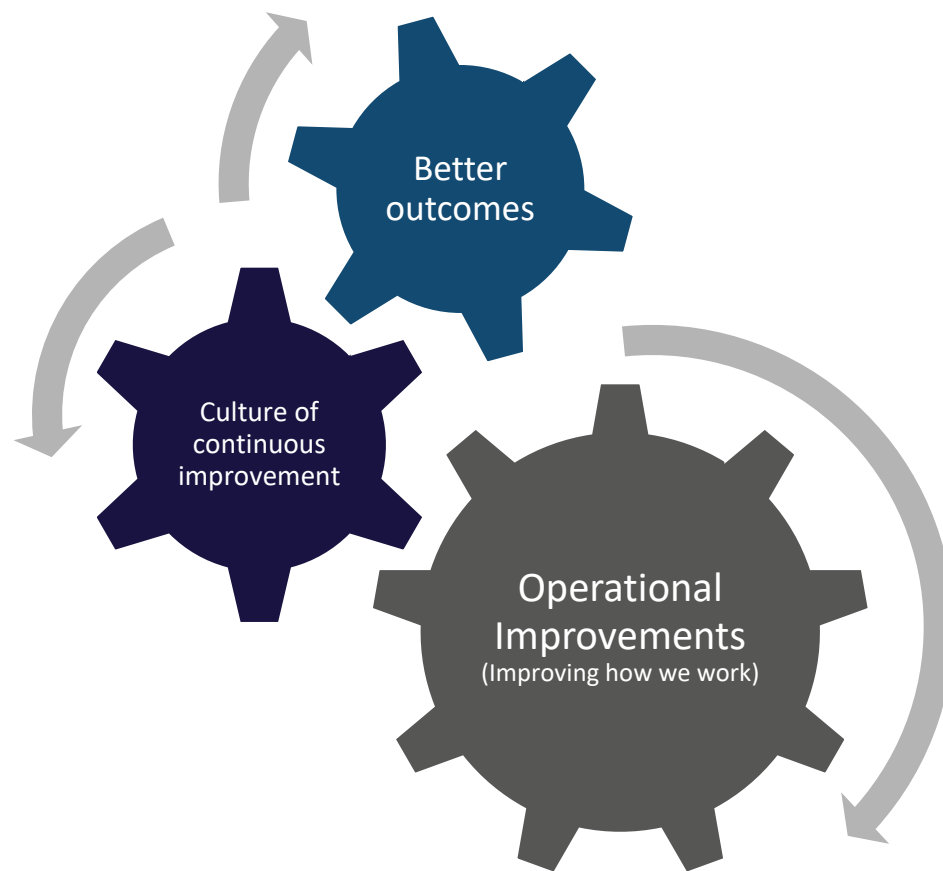 Better
outcomes
Culture of
continuous
improvement
Operational
Improvements
(Improving how we work)